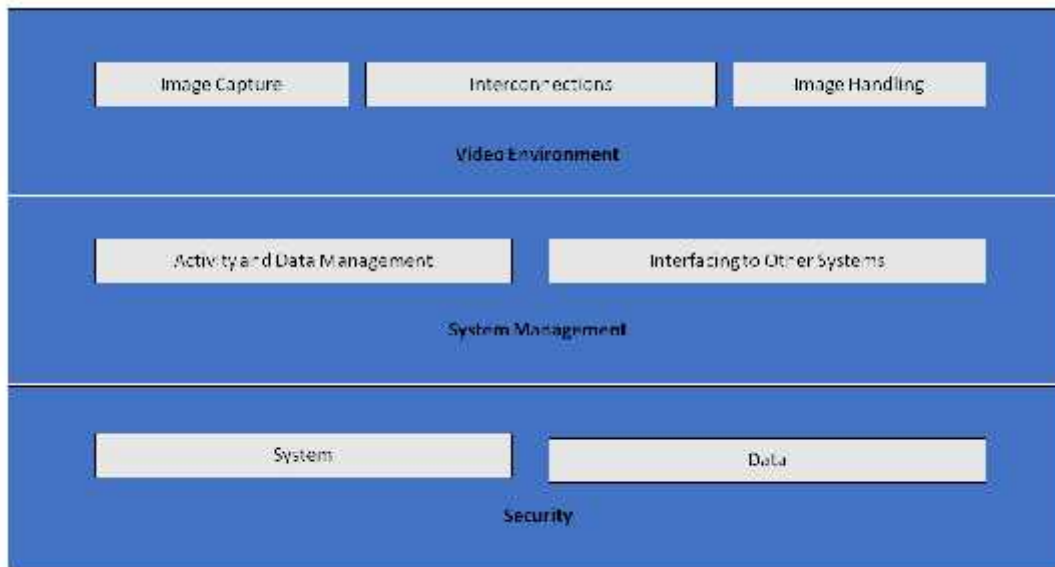 Image Capture
Interconnections
Image Handling
Video Environment
Activity and Data Management
Interfacing to Other Systems
System Management
System
Data
Security